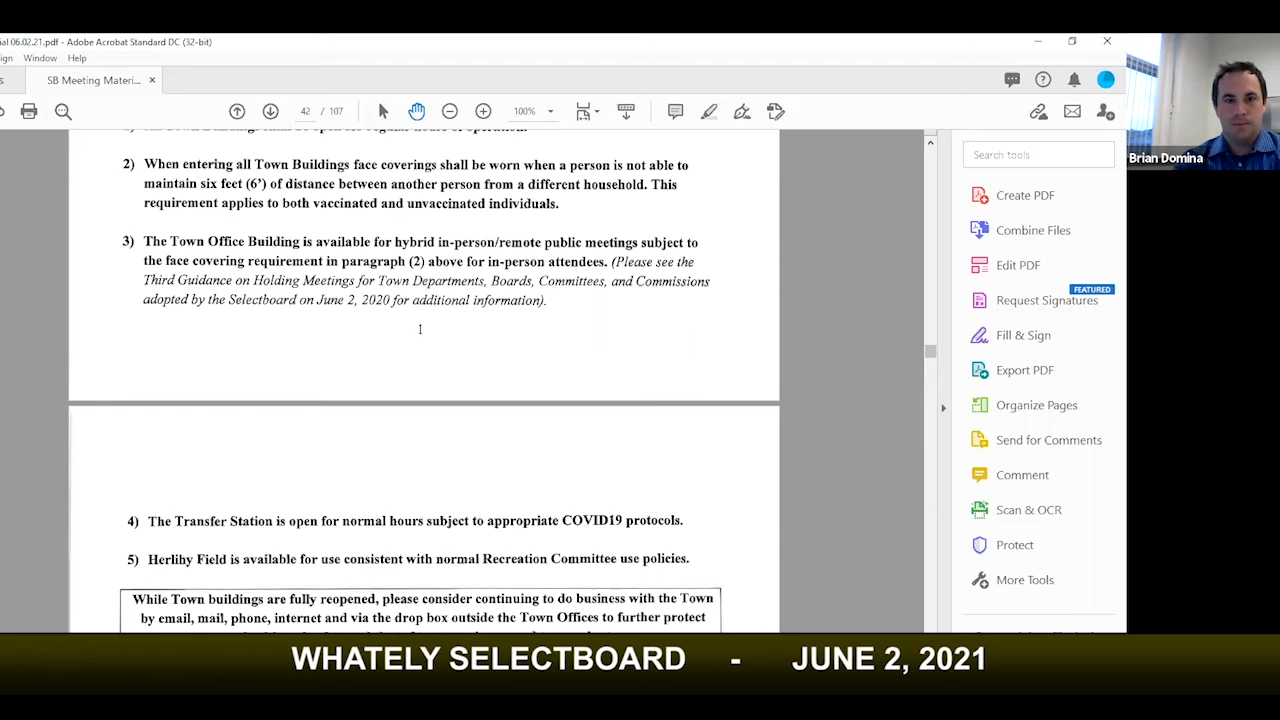 ial 06.02.21.pdf - Adobe Acrobat Standard DC (32-bit)
ign Window Help
s SB Meeting Materi... ×
42 / 107 100%
2) When entering all Town Buildings face coverings shall be worn when a person is not able to
maintain six feet (6’) of distance between another person from a different household. This
requirement applies to both vaccinated and unvaccinated individuals.
3) The Town Office Building is available for hybrid in-person/remote public meetings subject to
the face covering requirement in paragraph (2) above for in-person attendees. (Please see the
Third Guidance on Holding Meetings for Town Departments, Boards, Committees, and Commissions
adopted by the Selectboard on June 2, 2020 for additional information).
4) The Transfer Station is open for normal hours subject to appropriate COVID19 protocols.
5) Herlihy Field is available for use consistent with normal Recreation Committee use policies.
While Town buildings are fully reopened, please consider continuing to do business with the Town
by email, mail, phone, internet and via the drop box outside the Town Offices to further protect
Search tools
Create PDF
Combine Files
Edit PDF
FEATURED
Request Signatures
Fill & Sign
Export PDF
Organize Pages
Send for Comments
Comment
Scan & OCR
Protect
More Tools
Brian Domina
WHATELY SELECTBOARD - JUNE 2, 2021